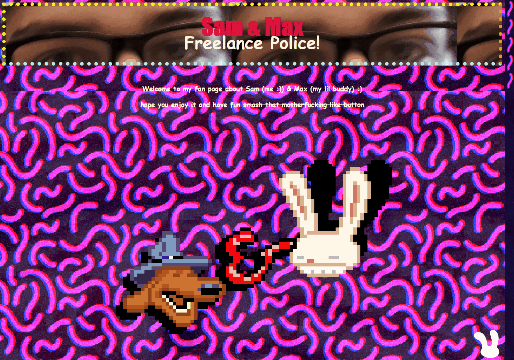 Sam & Max
Freelance Police!
Welcome to my fan page about Sam (me :)) & Max (my lil buddy) :)
hope you enjoy it and have fun smash that motherfucking like button